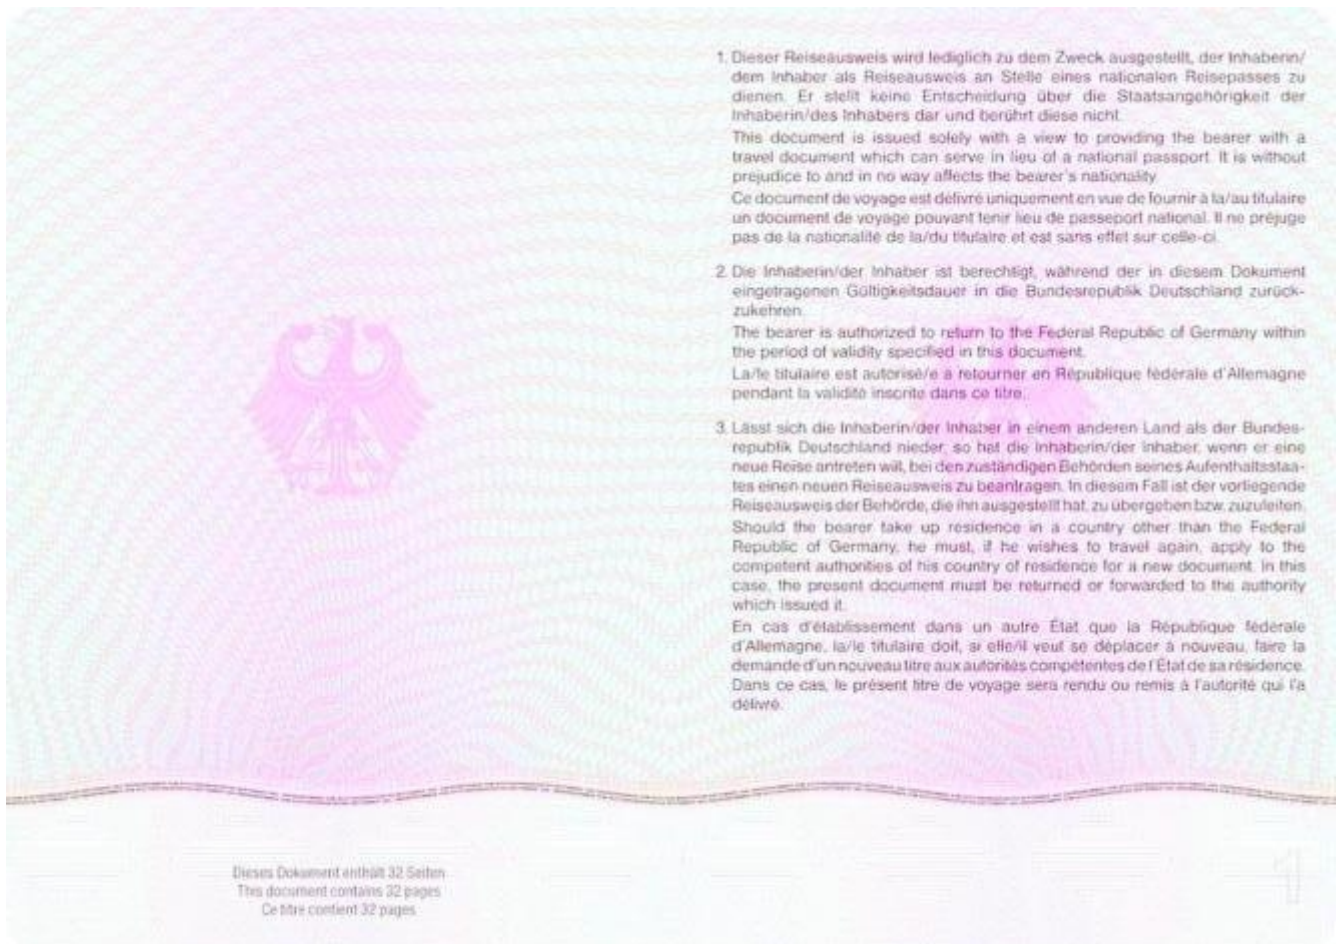 1. Dieser Reiseausweis wird lediglich zu dem Zweck ausgestellt, der Inhaberin/
dem Inhaber als Reiseausweis an Stelle eines nationalen Reisepasses zu
dienen. Er stellt keine Entscheidung über die Staatsangehörigkeit der
Inhaberin/des Inhabers dar und berührt diese nicht.
This document is issued solely with a view to providing the bearer with a
travel document which can serve in lieu of a national passport. It is without
prejudice to and in no way affects the bearer's nationality.
Ce document de voyage est délivré uniquement en vue de fournir à la/au titulaire
un document de voyage pouvant tenir lieu de passeport national. Il ne préjuge
pas de la nationalité de la/du titulaire et est sans effet sur celle-ci.
2. Die Inhaberin/der Inhaber ist berechtigt, während der in diesem Dokument
eingetragenen Gültigkeitsdauer in die Bundesrepublik Deutschland zurück-
zukehren.
The bearer is authorized to return to the Federal Republic of Germany within
the period of validity specified in this document.
La/le titulaire est autorisé/e à retourner en République fédérale d'Allemagne
pendant la validité inscrite dans ce titre.
3. Lässt sich die Inhaberin/der Inhaber in einem anderen Land als der Bundes-
republik Deutschland nieder, so hat die Inhaberin/der Inhaber, wenn er eine
neue Reise antreten will, bei den zuständigen Behörden seines Aufenthaltsstaa-
tes einen neuen Reiseausweis zu beantragen. In diesem Fall ist der vorliegende
Reiseausweis der Behörde, die ihn ausgestellt hat, zu übergeben bzw. zuzuleiten.
Should the bearer take up residence in a country other than the Federal
Republic of Germany, he must, if he wishes to travel again, apply to the
competent authorities of his country of residence for a new document. In this
case, the present document must be returned or forwarded to the authority
which issued it.
En cas d'établissement dans un autre État que la République fédérale
d'Allemagne, la/le titulaire doit, si elle/il veut se déplacer à nouveau, faire la
demande d'un nouveau titre aux autorités compétentes de l'État de sa résidence.
Dans ce cas, le présent titre de voyage sera rendu ou remis à l'autorité qui l'a
délivré.
Dieses Dokument enthält 32 Seiten
This document contains 32 pages
Ce titre contient 32 pages
1